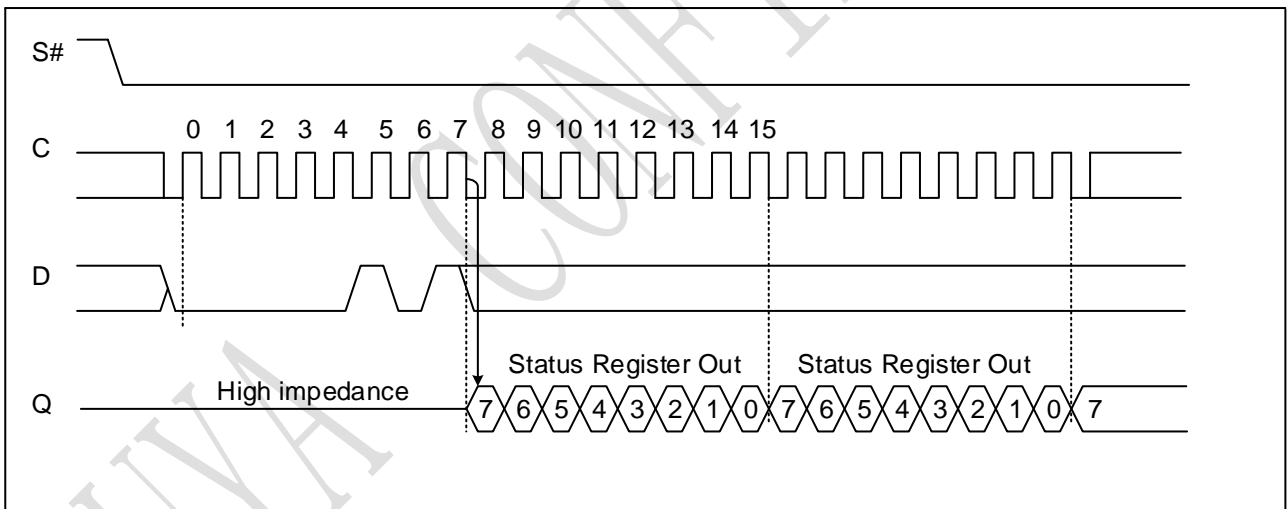 S#
0 1 2 3 4 5 6 7 8 9 10 11 12 13 14 15
C
D
Status Register Out Status Register Out
High impedance
Q
7 6 5 4 3 2 1 0 7 6 5 4 3 2 1 0 7